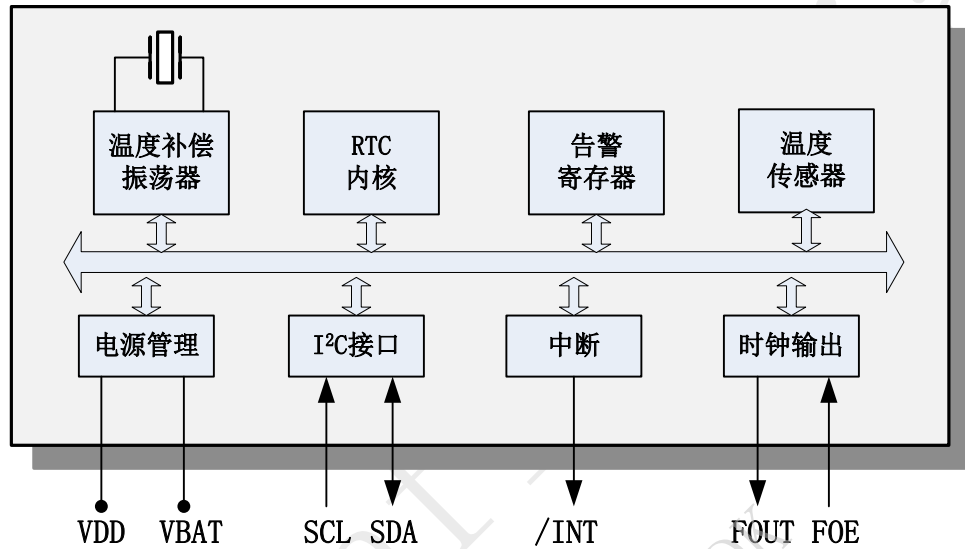 温度补偿
振荡器
RTC
内核
告警
寄存器
温度
传感器
电源管理
I²C接口
中断
时钟输出
VDD
VBAT
SCL
SDA
/INT
FOUT
FOE